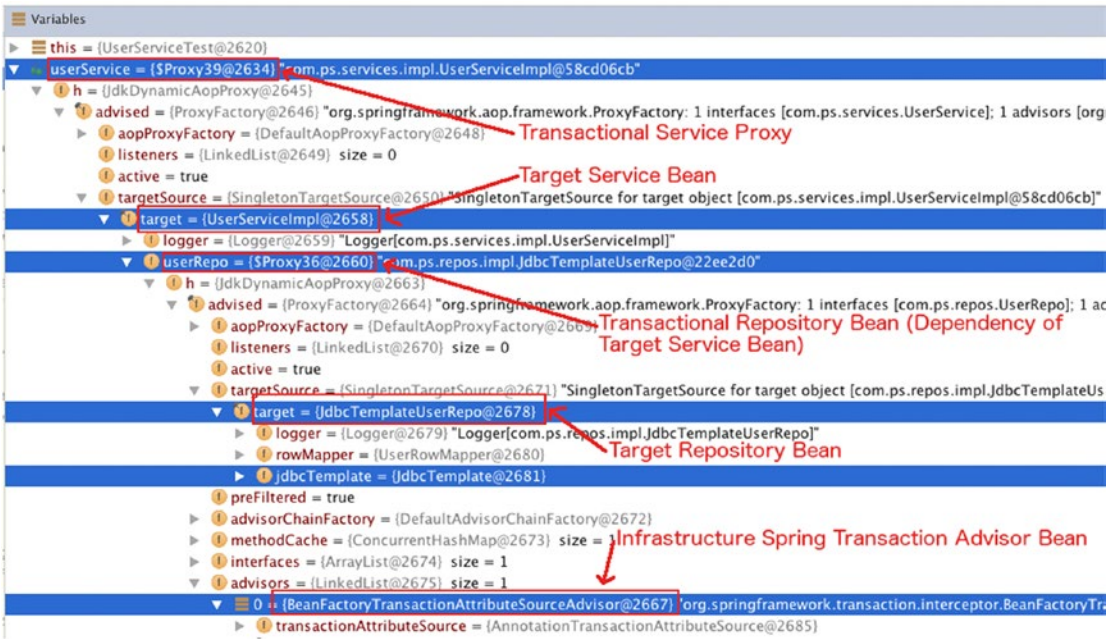 Variables
this = {UserServiceTest@2620}
userService = {$Proxy39@2634} "com.ps.services.impl.UserServiceImpl@58cd06cb"
h = {JdkDynamicAopProxy@2645}
advised = {ProxyFactory@2646} "org.springframework.aop.framework.ProxyFactory: 1 interfaces [com.ps.services.UserService]; 1 advisors [org
aopProxyFactory = {DefaultAopProxyFactory@2648}
Transactional Service Proxy
listeners = {LinkedList@2649} size = 0
active = true
Target Service Bean
targetSource = {SingletonTargetSource@2650} "SingletonTargetSource for target object [com.ps.services.impl.UserServiceImpl@58cd06cb]"
target = {UserServiceImpl@2658}
logger = {Logger@2659} "Logger[com.ps.services.impl.UserServiceImpl]"
userRepo = {$Proxy36@2660} "com.ps.repos.impl.JdbcTemplateUserRepo@22ee2d0"
h = {JdkDynamicAopProxy@2663}
advised = {ProxyFactory@2664} "org.springframework.aop.framework.ProxyFactory: 1 interfaces [com.ps.repos.UserRepo]; 1 ad
aopProxyFactory = {DefaultAopProxyFactory@2669}
Transactional Repository Bean (Dependency of
Target Service Bean)
listeners = {LinkedList@2670} size = 0
active = true
targetSource = {SingletonTargetSource@2671} "SingletonTargetSource for target object [com.ps.repos.impl.JdbcTemplateUs
target = {JdbcTemplateUserRepo@2678}
logger = {Logger@2679} "Logger[com.ps.repos.impl.JdbcTemplateUserRepo]"
rowMapper = {UserRowMapper@2680}
Target Repository Bean
jdbcTemplate = {JdbcTemplate@2681}
preFiltered = true
advisorChainFactory = {DefaultAdvisorChainFactory@2672}
methodCache = {ConcurrentHashMap@2673} size = 1
Infrastructure Spring Transaction Advisor Bean
interfaces = {ArrayList@2674} size = 1
advisors = {LinkedList@2675} size = 1
0 = {BeanFactoryTransactionAttributeSourceAdvisor@2667} "org.springframework.transaction.interceptor.BeanFactoryTra
transactionAttributeSource = {AnnotationTransactionAttributeSource@2685}